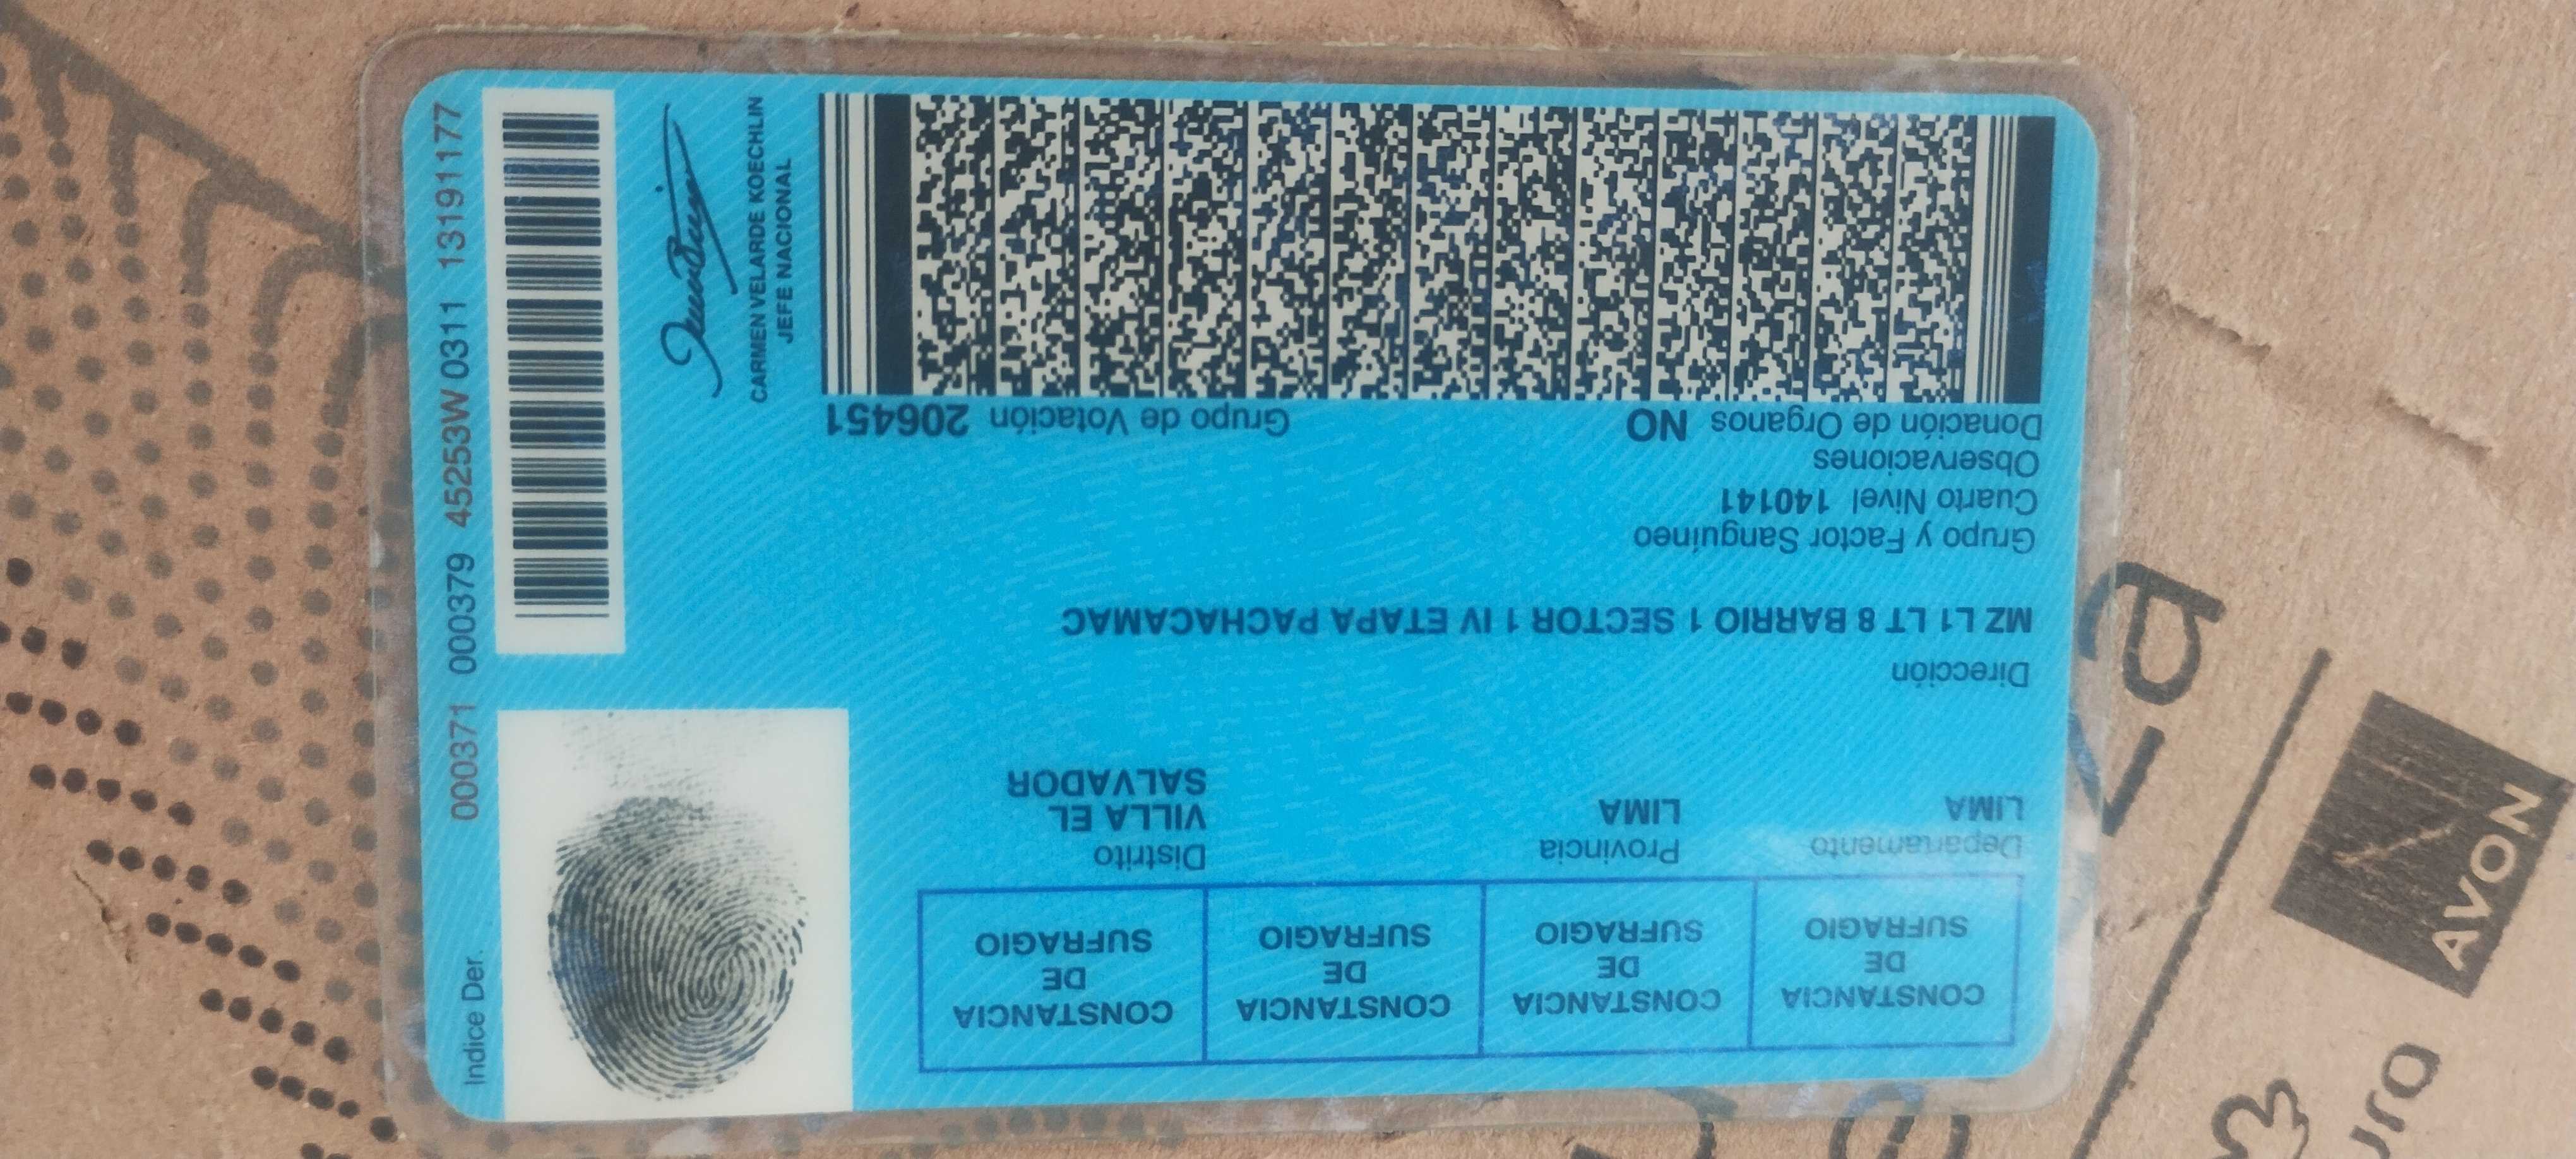 CONSTANCIA
DE
SUFRAGIO
CONSTANCIA
DE
SUFRAGIO
CONSTANCIA
DE
SUFRAGIO
CONSTANCIA
DE
SUFRAGIO
Departamento
LIMA
Provincia
LIMA
Distrito
VILLA EL
SALVADOR
Dirección
MZ L1 LT 8 BARRIO 1 SECTOR 1 IV ETAPA PACHACAMAC
Grupo y Factor Sanguíneo
Cuarto Nivel 140141
Observaciones
Donación de Organos NO
Grupo de Votación 206451
CARMEN VELARDE KOECHLIN
JEFE NACIONAL
Indice Der.
000371 000379 45253W 0311 13191177
AVON